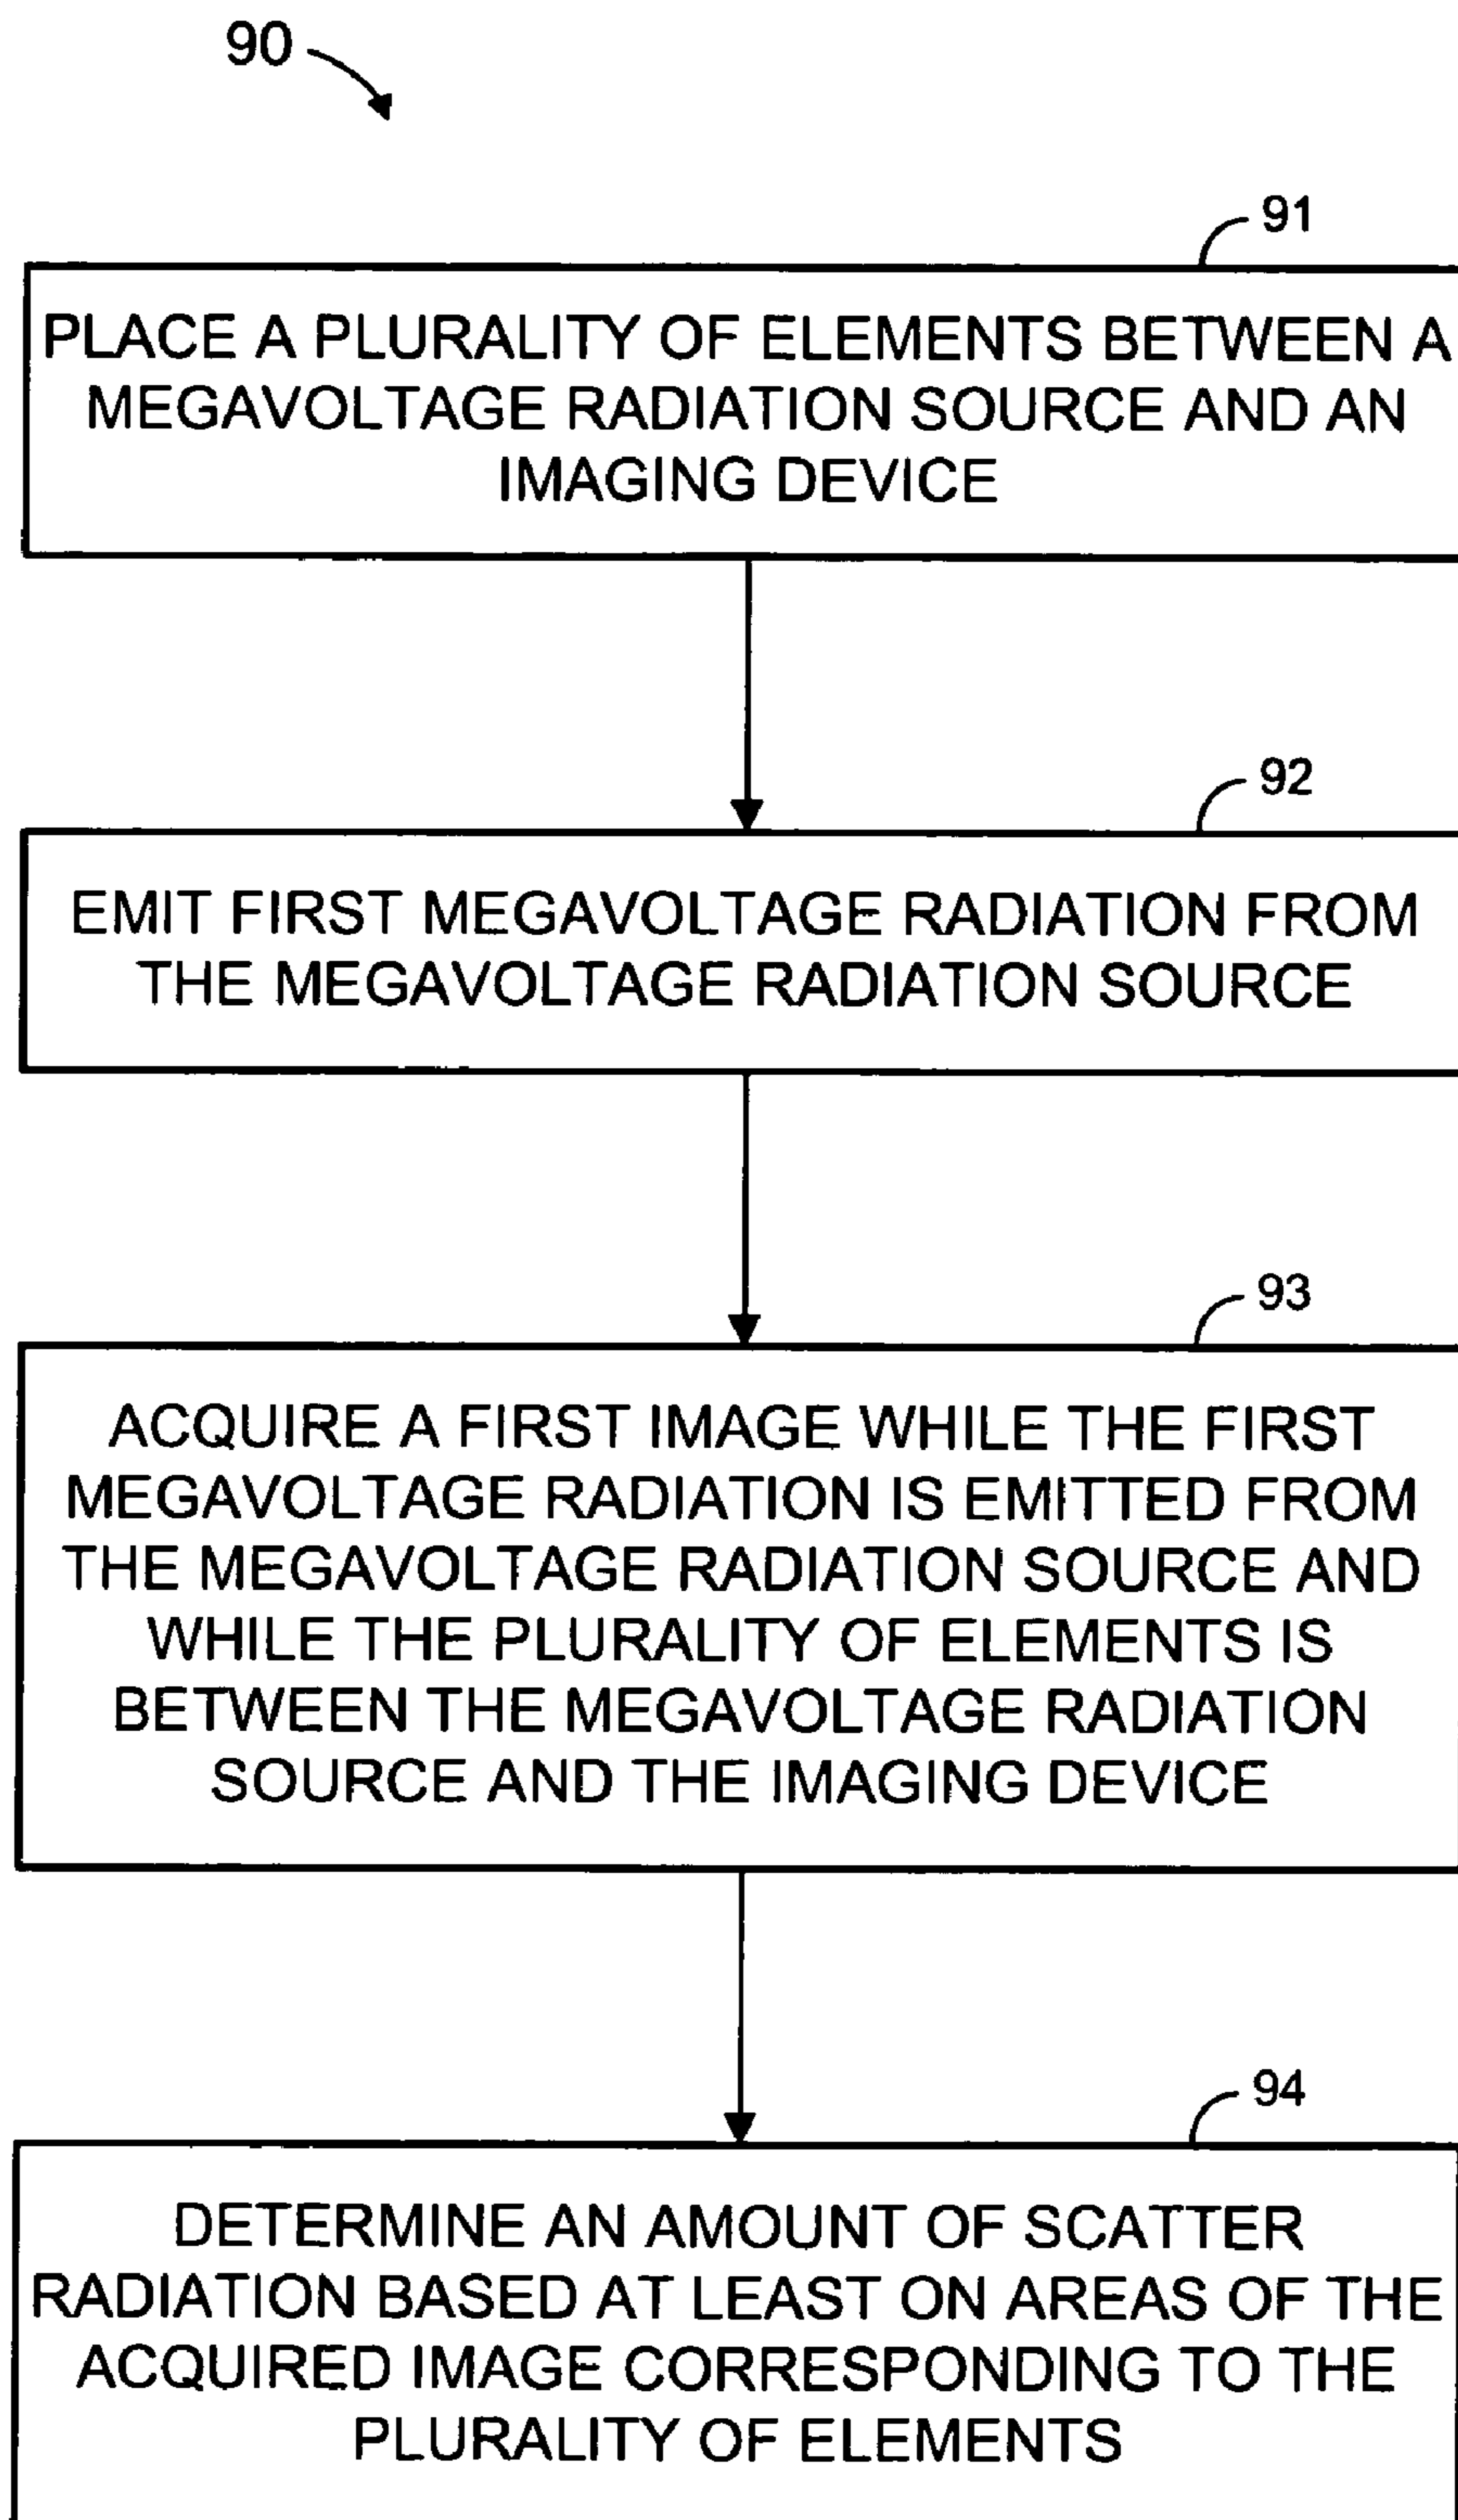 90
91
PLACE A PLURALITY OF ELEMENTS BETWEEN A
MEGAVOLTAGE RADIATION SOURCE AND AN
IMAGING DEVICE
92
EMIT FIRST MEGAVOLTAGE RADIATION FROM
THE MEGAVOLTAGE RADIATION SOURCE
93
ACQUIRE A FIRST IMAGE WHILE THE FIRST
MEGAVOLTAGE RADIATION IS EMITTED FROM
THE MEGAVOLTAGE RADIATION SOURCE AND
WHILE THE PLURALITY OF ELEMENTS IS
BETWEEN THE MEGAVOLTAGE RADIATION
SOURCE AND THE IMAGING DEVICE
94
DETERMINE AN AMOUNT OF SCATTER
RADIATION BASED AT LEAST ON AREAS OF THE
ACQUIRED IMAGE CORRESPONDING TO THE
PLURALITY OF ELEMENTS